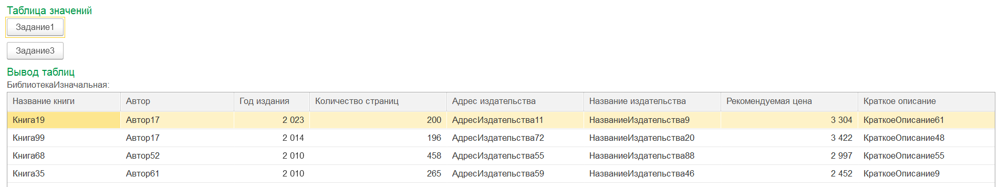 Таблица значений
Задание1
Задание3
Вывод таблиц
БиблиотекаИзначальная:
Название книги Автор Год издания Количество страниц Адрес издательства Название издательства Рекомендуемая цена Краткое описание
Книга19 Автор17 2 023 200 АдресИздательства11 НазваниеИздательства9 3 304 КраткоеОписание61
Книга99 Автор17 2 014 196 АдресИздательства72 НазваниеИздательства20 3 422 КраткоеОписание48
Книга68 Автор52 2 010 458 АдресИздательства55 НазваниеИздательства88 2 997 КраткоеОписание55
Книга35 Автор61 2 010 265 АдресИздательства59 НазваниеИздательства46 2 452 КраткоеОписание9